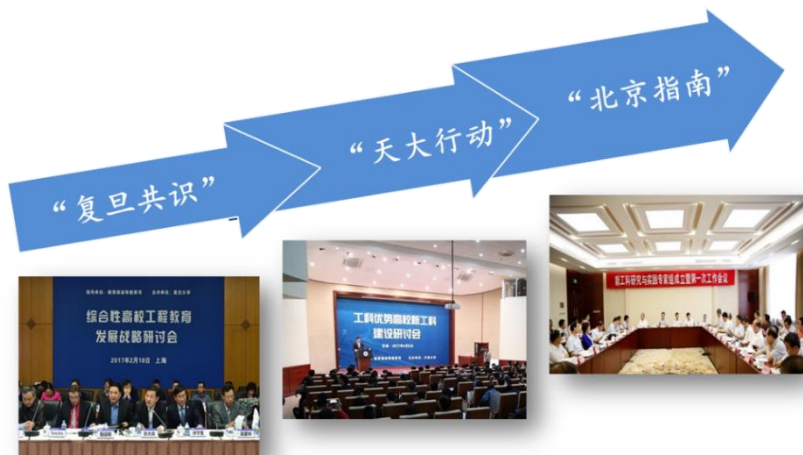 “复旦共识”
“天大行动”
“北京指南”
综合性高校工程教育
发展战略研讨会
2017年2月18日 上海
工科优势高校新工科
建设研讨会
新工科研究与实践专家组成立暨第一次工作会议